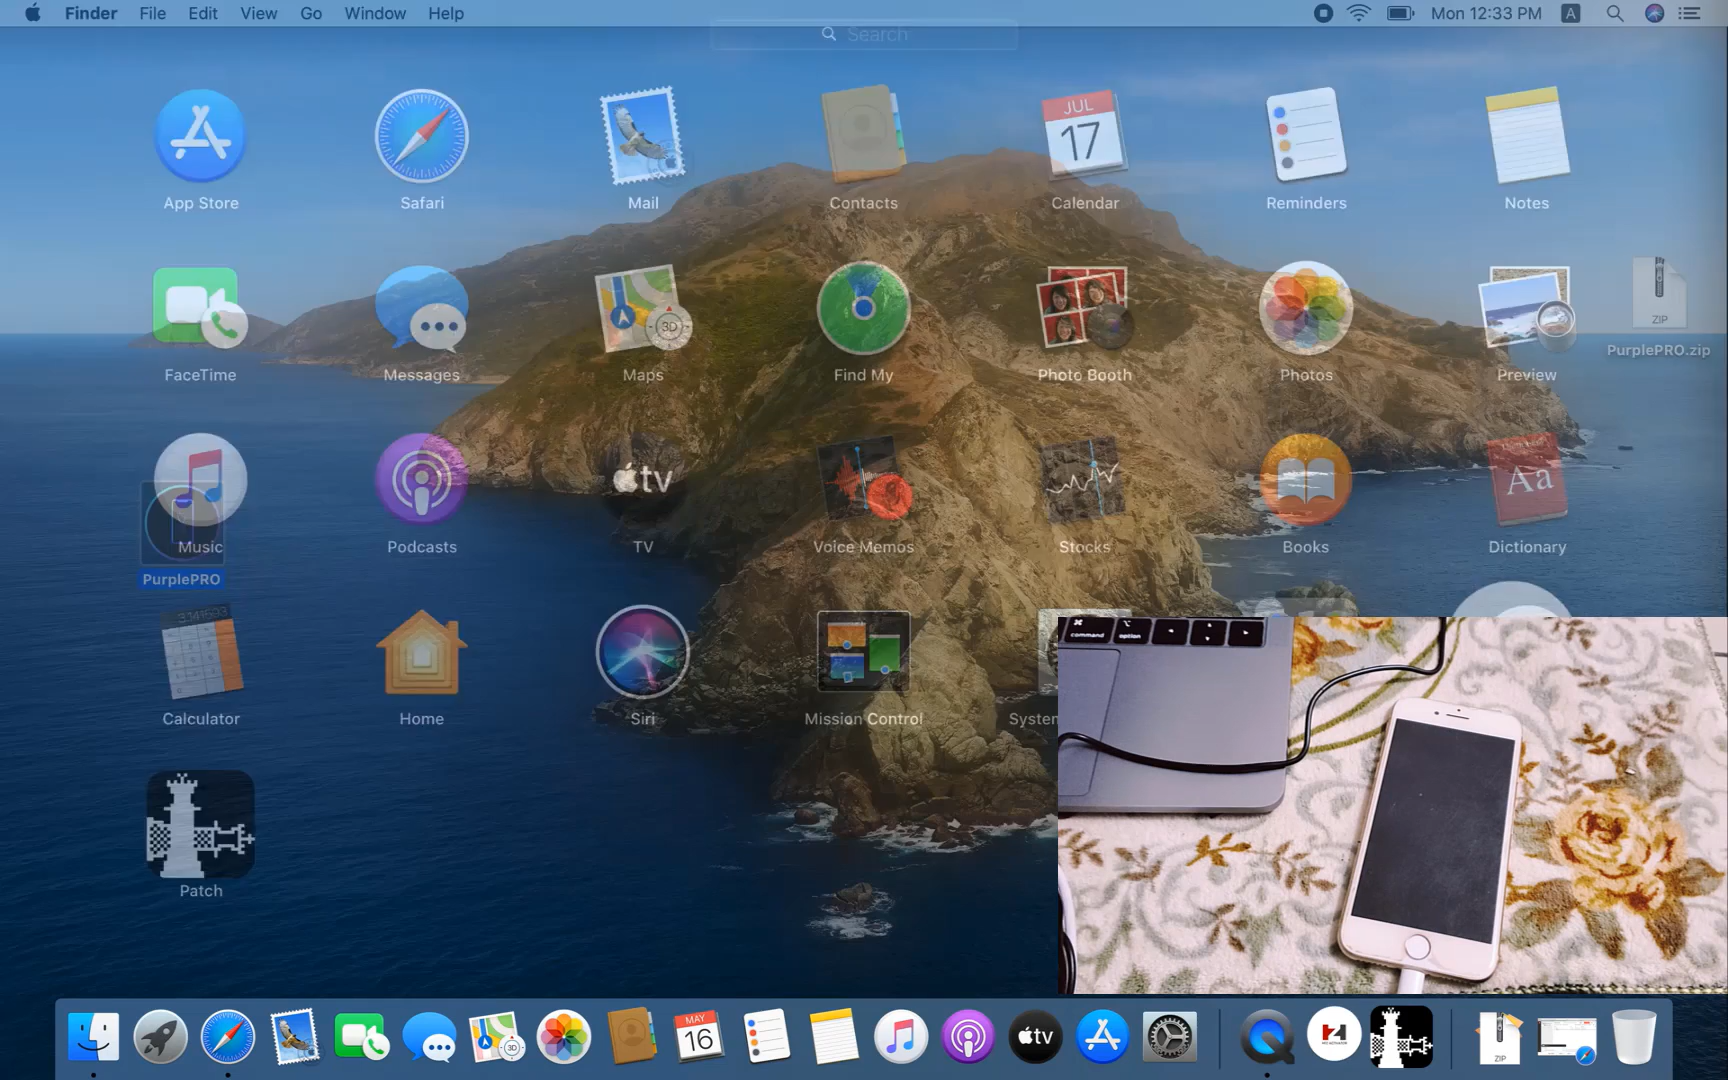 Finder File Edit View Go Window Help Mon 12:33 PM A
Search
JUL
17
App Store Safari Mail Contacts Calendar Reminders Notes
3D
ZIP
PurplePRO.zip
FaceTime Messages Maps Find My Photo Booth Photos Preview
tv
Aa
Music Podcasts TV Voice Memos Stocks Books Dictionary
PurplePRO
command option
Calculator Home Siri Mission Control System
Patch
MAY
16
3D
tv
ZIP